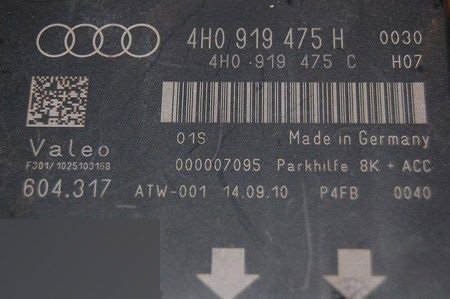 4H0 919 475 H 0030
4H0 919 475 C H07
01S Made in Germany
Valeo
F301/1025103168
000007095 Parkhilfe 8K + ACC
604.317 ATW-001 14.09.10 P4FB 0040